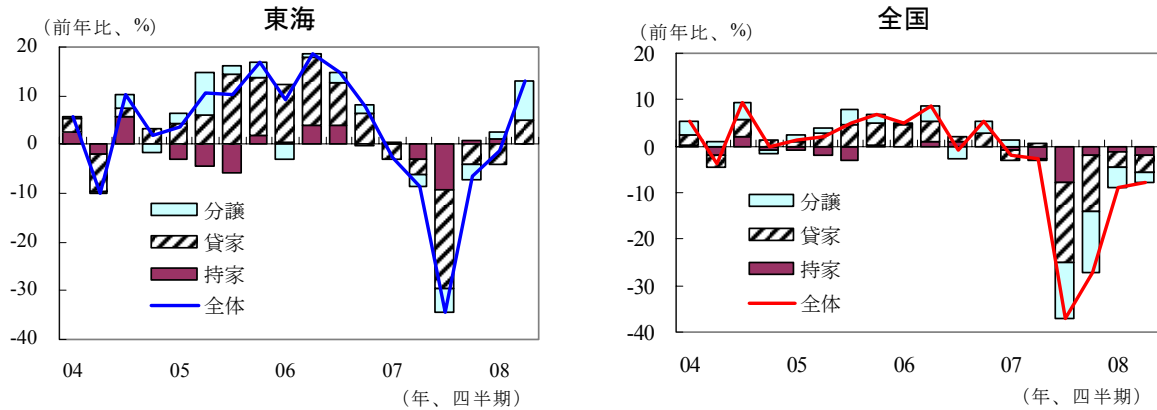 東海
(前年比、%)
20
10
0
-10
-20
-30
-40
分譲
貸家
持家
全体
04 05 06 07 08
(年、四半期)
全国
(前年比、%)
20
10
0
-10
-20
-30
-40
分譲
貸家
持家
全体
04 05 06 07 08
(年、四半期)